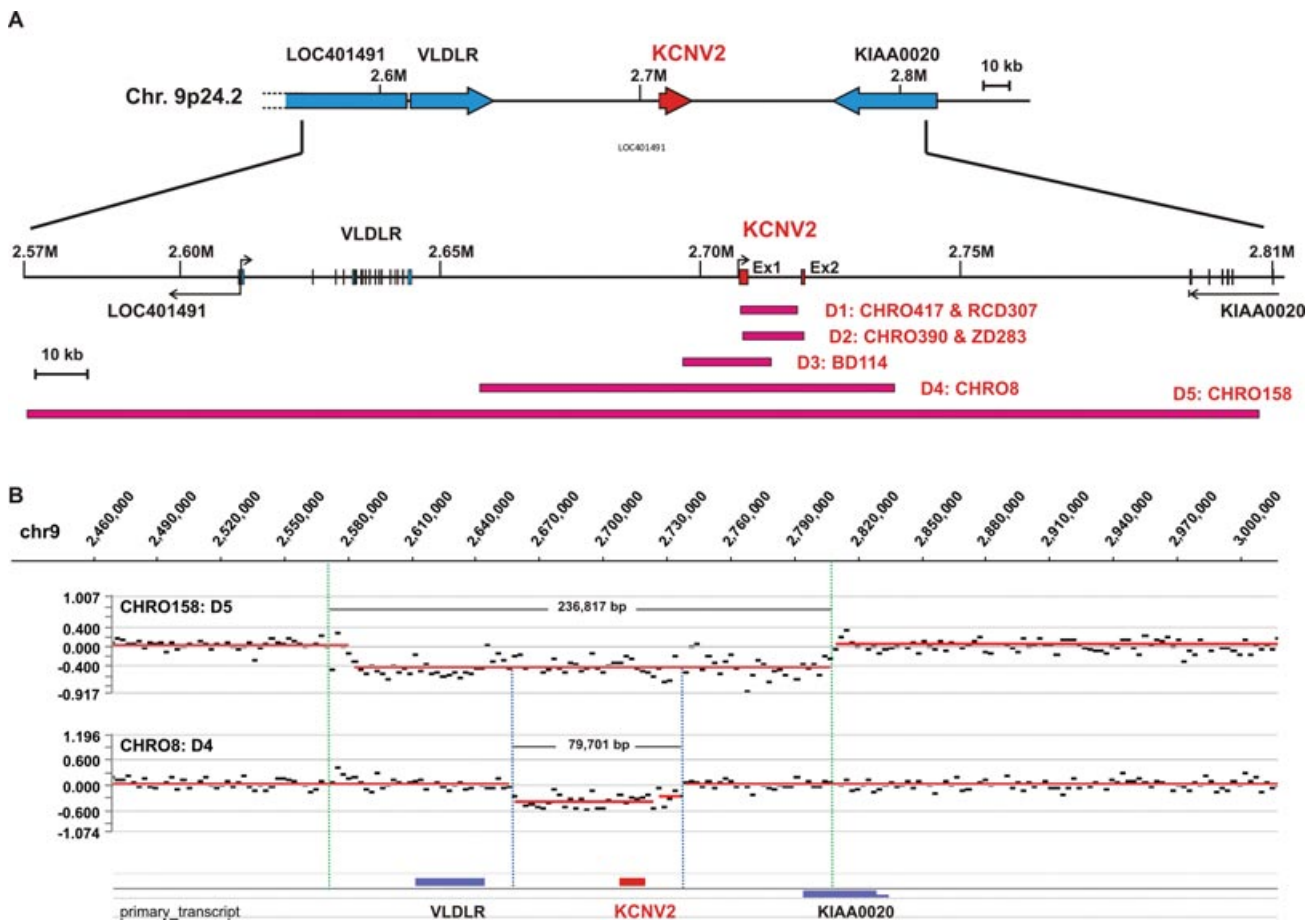 A
LOC401491 VLDLR KCNV2 KIAA0020
2.6M 2.7M 2.8M 10 kb
Chr. 9p24.2
LOC401491
KCNV2
VLDLR
2.57M 2.60M 2.65M 2.70M 2.75M 2.81M
Ex1 Ex2
LOC401491 KIAA0020
D1: CHRO417 & RCD307
D2: CHRO390 & ZD283
10 kb
D3: BD114
D4: CHRO8 D5: CHRO158
B
chr9 2,460,000 2,490,000 2,520,000 2,550,000 2,580,000 2,610,000 2,640,000 2,670,000 2,700,000 2,730,000 2,760,000 2,790,000 2,820,000 2,850,000 2,880,000 2,910,000 2,940,000 2,970,000 3,000,000
1.007
CHRO158: D5 236,817 bp
0.400
0.000
-0.400
-0.917
1.196
CHRO8: D4 79,701 bp
0.600
0.000
-0.600
-1.074
primary_transcript VLDLR KCNV2 KIAA0020